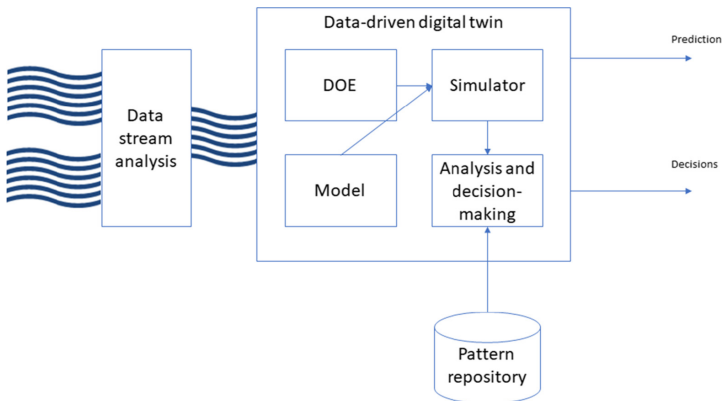 Data-driven digital twin
Prediction
DOE
Simulator
Data
stream
analysis
Model
Analysis and
decision-
making
Decisions
Pattern
repository